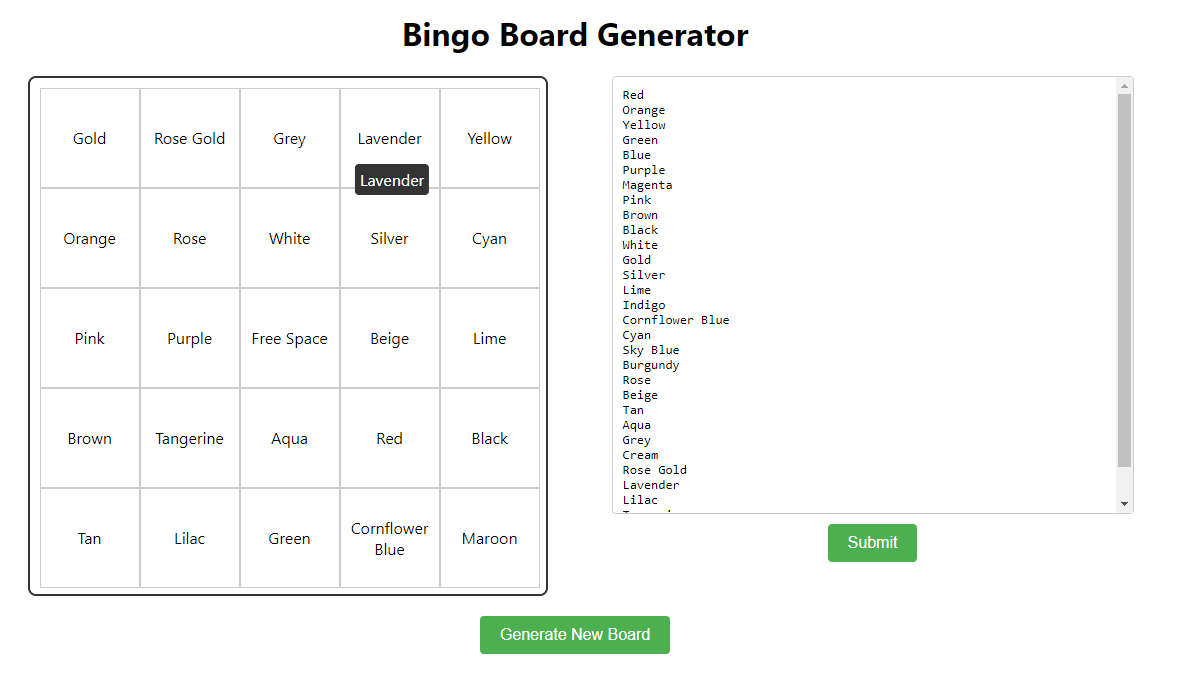 Bingo Board Generator
Gold
Rose Gold
Grey
Lavender
Yellow
Lavender
Orange
Rose
White
Silver
Cyan
Pink
Purple
Free Space
Beige
Lime
Brown
Tangerine
Aqua
Red
Black
Tan
Lilac
Green
Cornflower
Blue
Maroon
Red
Orange
Yellow
Green
Blue
Purple
Magenta
Pink
Brown
Black
White
Gold
Silver
Lime
Indigo
Cornflower Blue
Cyan
Sky Blue
Burgundy
Rose
Beige
Tan
Aqua
Grey
Cream
Rose Gold
Lavender
Lilac
Submit
Generate New Board